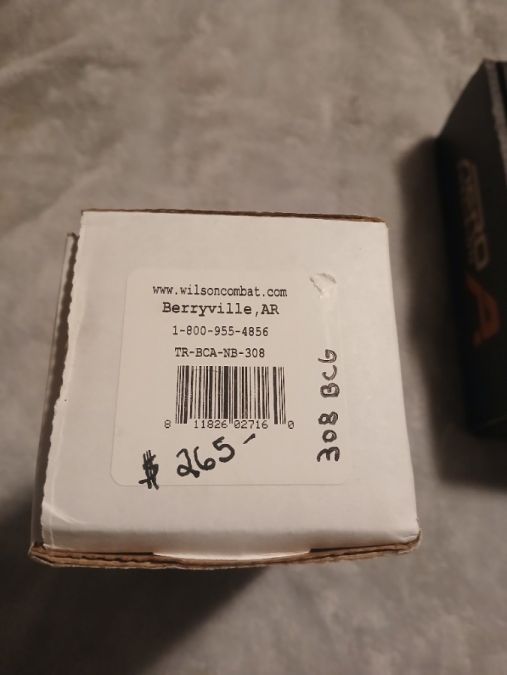 www.wilsoncombat.com
Berryville,AR
1-800-955-4856
TR-BCA-NB-308
8 11826 02716 0
$ 265-
308 BCG